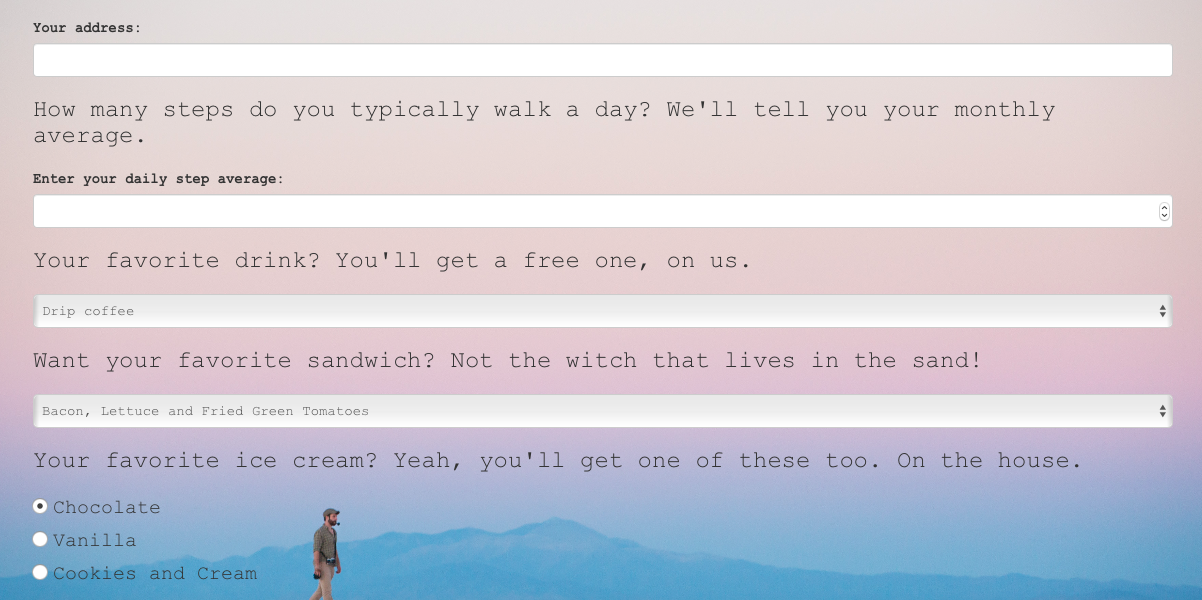 Your address:
How many steps do you typically walk a day? We'll tell you your monthly
average.
Enter your daily step average:
Your favorite drink? You'll get a free one, on us.
Drip coffee
Want your favorite sandwich? Not the witch that lives in the sand!
Bacon, Lettuce and Fried Green Tomatoes
Your favorite ice cream? Yeah, you'll get one of these too. On the house.
Chocolate
Vanilla
Cookies and Cream